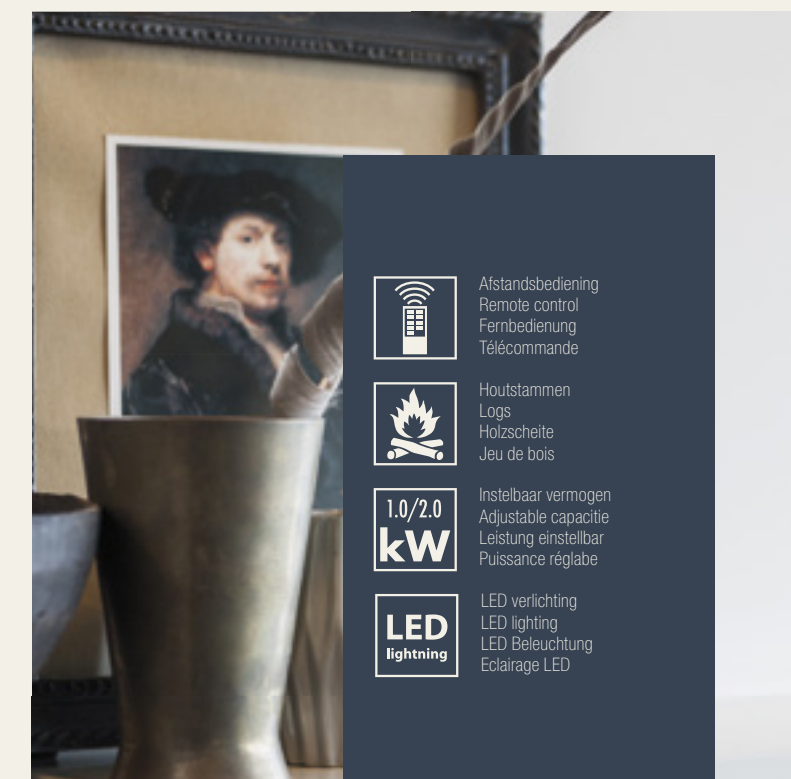 Afstandsbediening
Remote control
Fernbedienung
Télécommande
Houtstammen
Logs
Holzscheite
Jeu de bois
1.0/2.0
kW
Instelbaar vermogen
Adjustable capacitie
Leistung einstellbar
Puissance réglabe
LED
lightning
LED verlichting
LED lighting
LED Beleuchtung
Eclairage LED